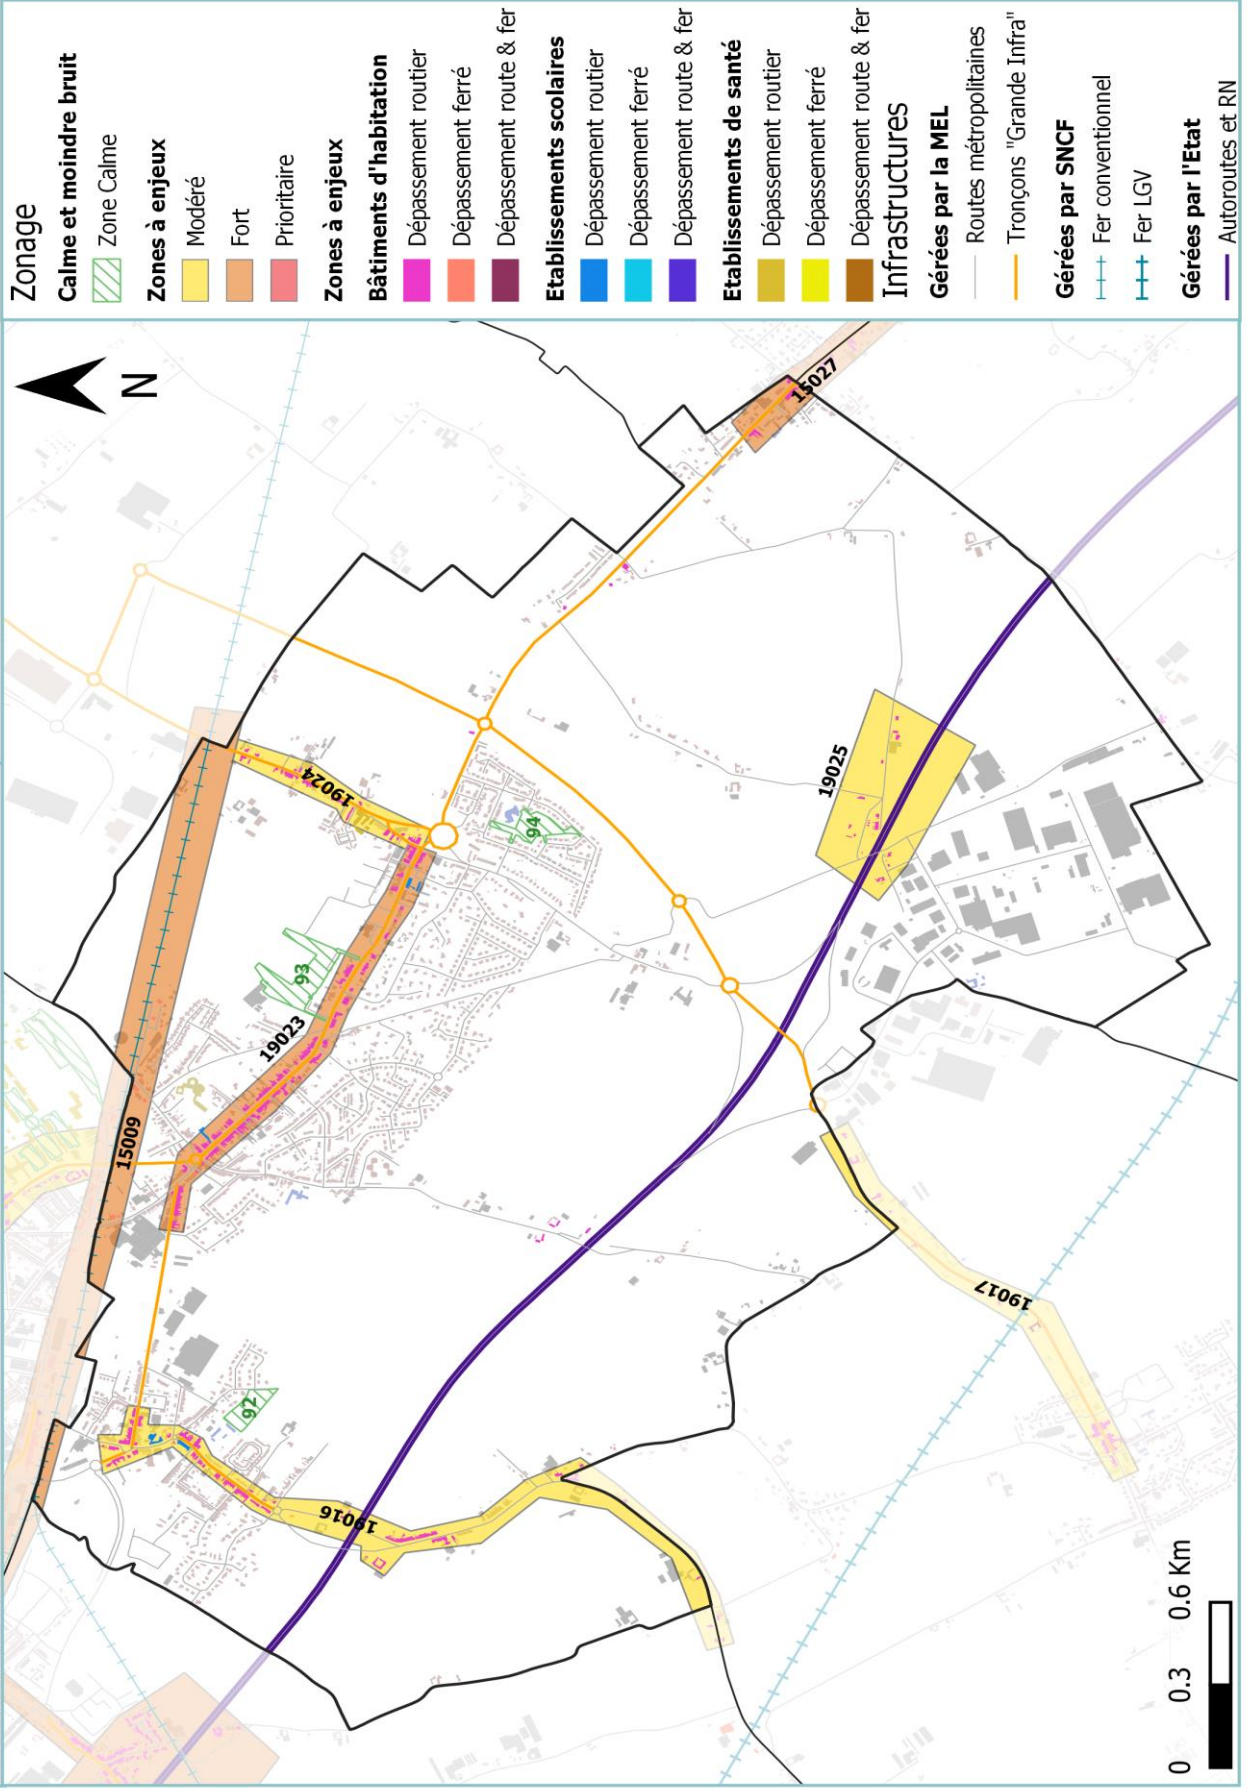 Zonage
Calme et moindre bruit
Zone Calme
Zones à enjeux
Modéré
Fort
Prioritaire
Zones à enjeux
Bâtiments d'habitation
Dépassement routier
Dépassement ferré
Dépassement route & fer
Etablissements scolaires
Dépassement routier
Dépassement ferré
Dépassement route & fer
Etablissements de santé
Dépassement routier
Dépassement ferré
Dépassement route & fer
Infrastructures
Gérées par la MEL
Routes métropolitaines
Tronçons "Grande Infra"
Gérées par SNCF
Fer conventionnel
Fer LGV
Gérées par l'Etat
Autoroutes et RN
N
15027
19024
19025
94
93
19023
15009
92
19016
19017
0 0.3 0.6 Km